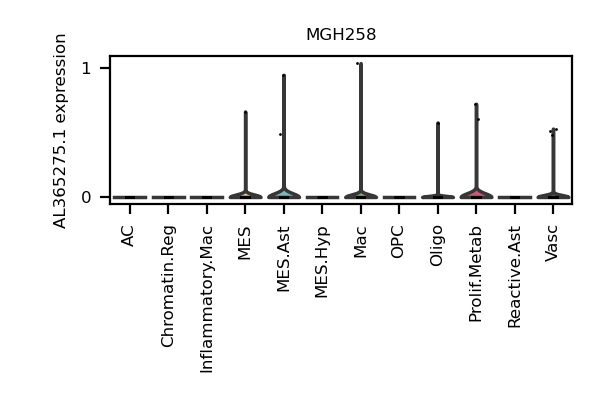 MGH258
AL365275.1 expression
1
0
AC
Chromatin.Reg
Inflammatory.Mac
MES
MES.Ast
MES.Hyp
Mac
OPC
Oligo
Prolif.Metab
Reactive.Ast
Vasc